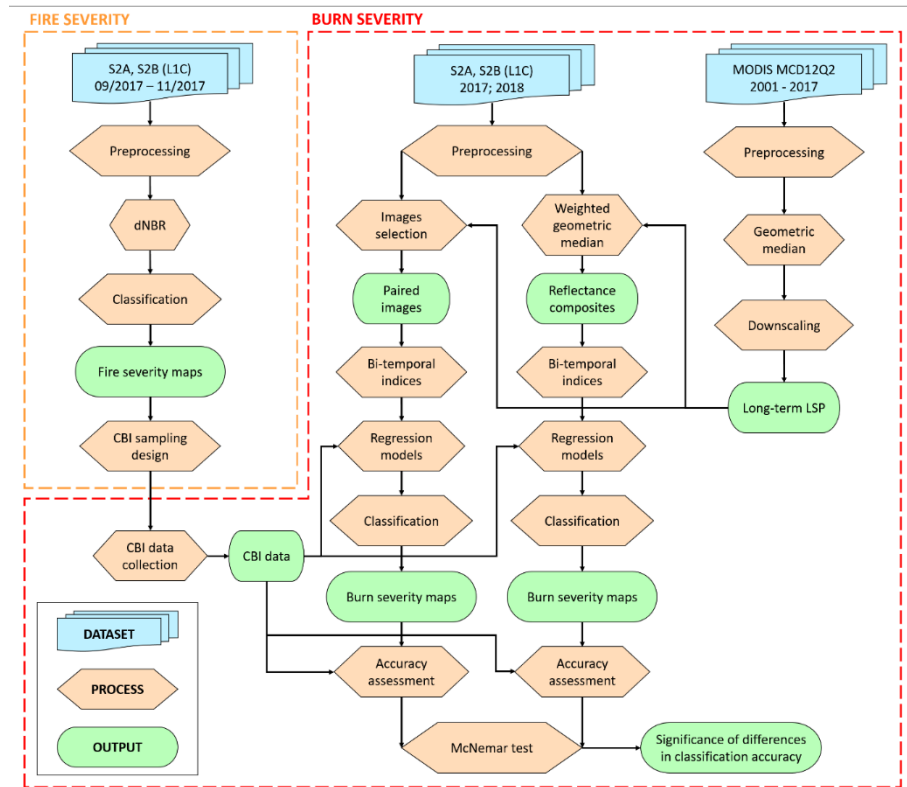 FIRE SEVERITY
S2A, S2B (L1C)
09/2017 – 11/2017
Preprocessing
dNBR
Classification
Fire severity maps
CBI sampling
design
BURN SEVERITY
S2A, S2B (L1C)
2017; 2018
MODIS MCD12Q2
2001 - 2017
Preprocessing
Preprocessing
Images
selection
Weighted
geometric
median
Geometric
median
Paired
images
Reflectance
composites
Downscaling
Bi-temporal
indices
Bi-temporal
indices
Long-term LSP
Regression
models
Regression
models
Classification
Classification
CBI data
collection
CBI data
Burn severity maps
Burn severity maps
Accuracy
assessment
Accuracy
assessment
McNemar test
Significance of differences
in classification accuracy
DATASET
PROCESS
OUTPUT